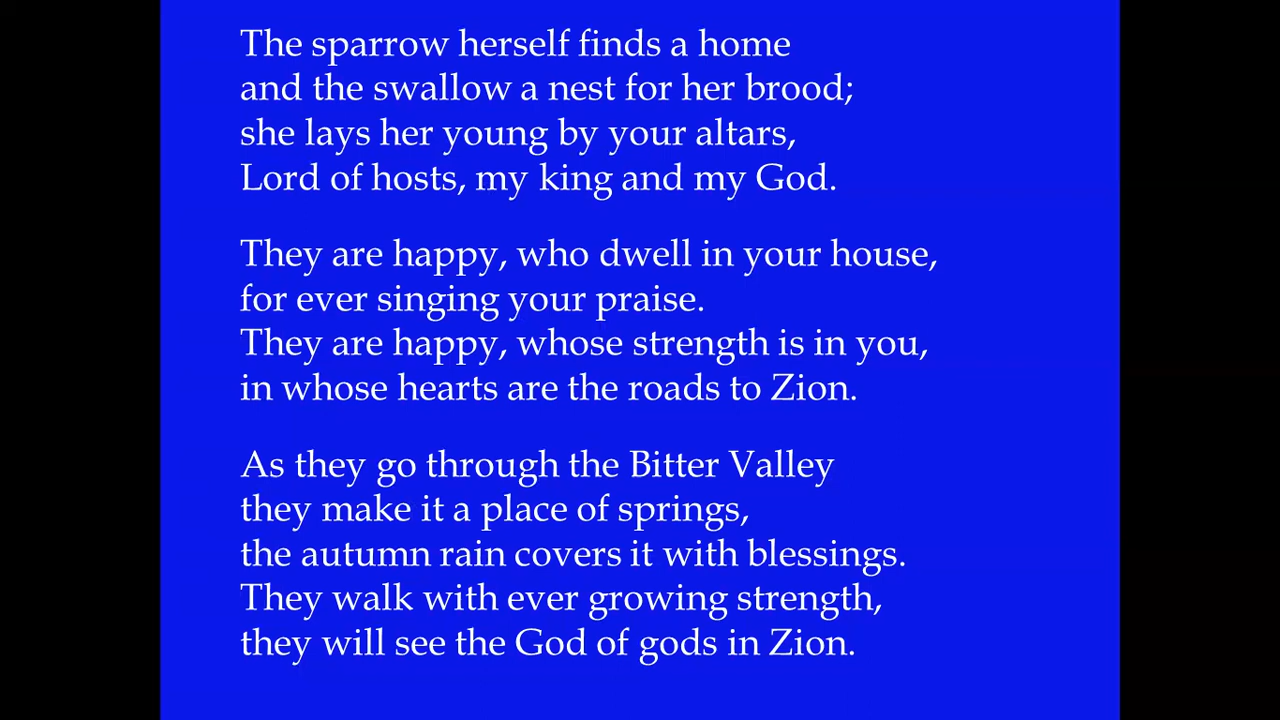 The sparrow herself finds a home
and the swallow a nest for her brood;
she lays her young by your altars,
Lord of hosts, my king and my God.
They are happy, who dwell in your house,
for ever singing your praise.
They are happy, whose strength is in you,
in whose hearts are the roads to Zion.
As they go through the Bitter Valley
they make it a place of springs,
the autumn rain covers it with blessings.
They walk with ever growing strength,
they will see the God of gods in Zion.